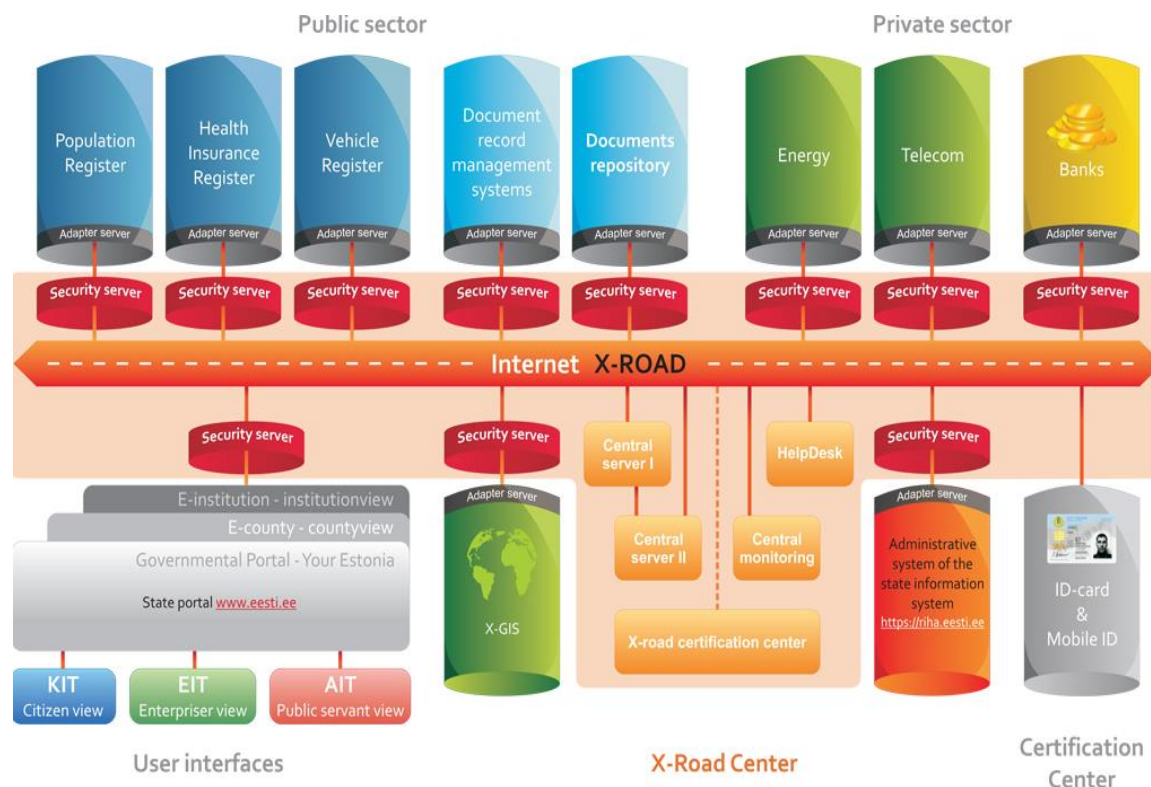 Public sector
Private sector
Population
Register
Health
Insurance
Register
Vehicle
Register
Document
record
management
systems
Documents
repository
Energy
Telecom
Banks
Adapter server
Adapter server
Adapter server
Adapter server
Adapter server
Adapter server
Adapter server
Adapter server
Security server
Security server
Security server
Security server
Security server
Security server
Security server
Security server
Internet X-ROAD
Security server
Security server
Central
server I
HelpDesk
Security server
E-institution - institutionview
E-county - countyview
Governmental Portal - Your Estonia
State portal www.eesti.ee
Adapter server
X-GIS
Central
server II
Central
monitoring
X-road certification center
Adapter server
Administrative
system of the
state information
system
https://riha.eesti.ee
ID-card
&
Mobile ID
KIT
Citizen view
EIT
Enterpriser view
AIT
Public servant view
User interfaces
X-Road Center
Certification
Center